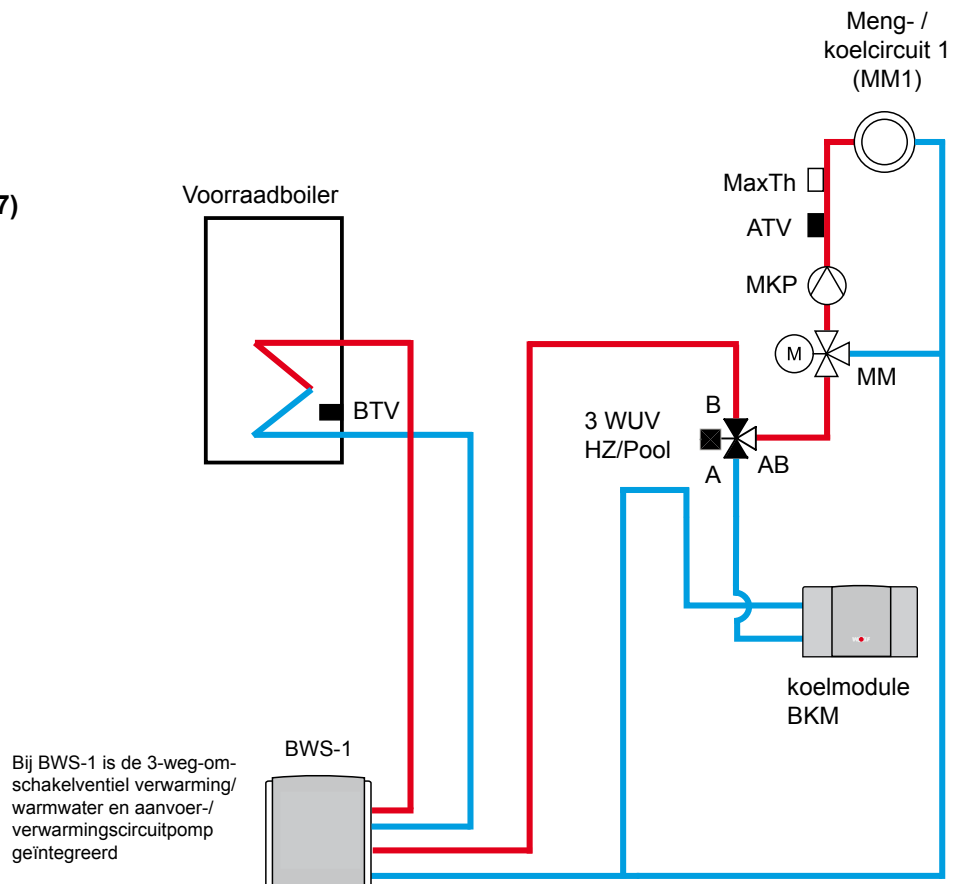 Meng- /
koelcircuit 1
(MM1)
7)
Voorraadboiler
MaxTh
ATV
MKP
M
MM
BTV
B
3 WUV
HZ/Pool
A
AB
koelmodule
BKM
BWS-1
Bij BWS-1 is de 3-weg-om-
schakelventiel verwarming/
warmwater en aanvoer-/
verwarmingscircuitpomp
geïntegreerd